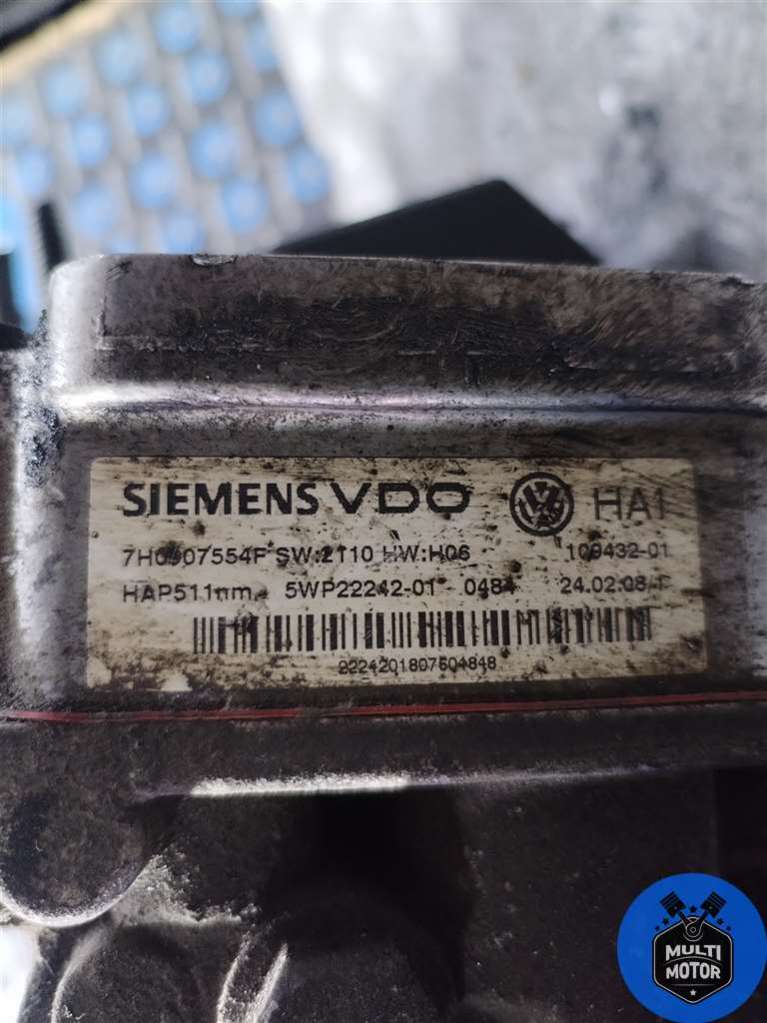 SIEMENS VDO HA1
7H0907554F SW:2110 HW:H06 109432-01
HAP511nm 5WP22242-01 0484 24.02.08
2224201807604848
MULTI
MOTOR